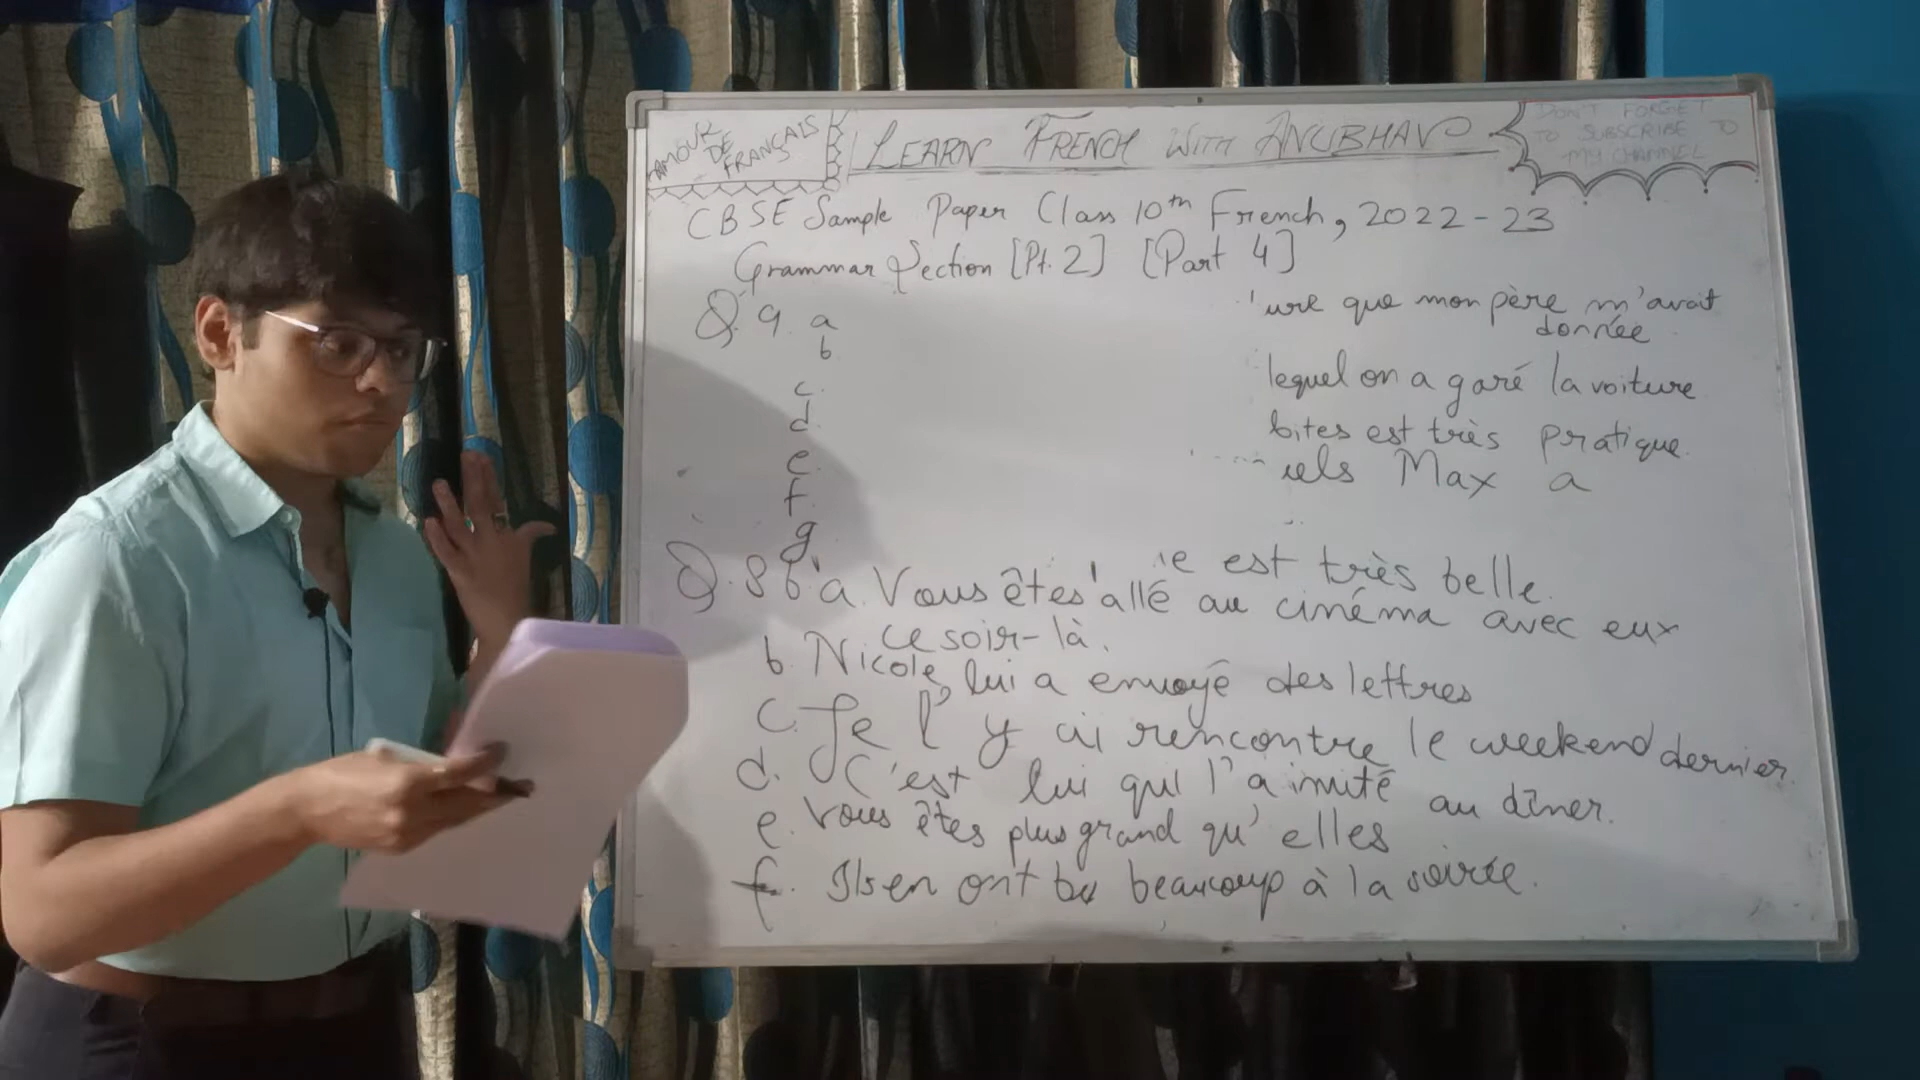 AMOUR
DE
FRANÇAIS
LEARN FRENCH WITH ANUBHAV
DON'T FORGET
TO SUBSCRIBE TO
MY CHANNEL
CBSE Sample Paper Class 10th French, 2022-23
Grammar Section [Pt. 2] [Part 4]
Q. 9. a
que mon père m'avait
donnée
b
c. lequel on a garé la voiture
d. est très pratique.
e. Max a
f.
g
est très belle.
Q. 8 b a. Vous êtes allé au cinéma avec eux
ce soir-là.
b. Nicole lui a envoyé des lettres
c. Je l'y ai rencontre le weekend dernier.
d. C'est lui qui l'a invité au dîner.
e. Vous êtes plus grand qu'elles
f. Ils en ont bu beaucoup à la soirée.